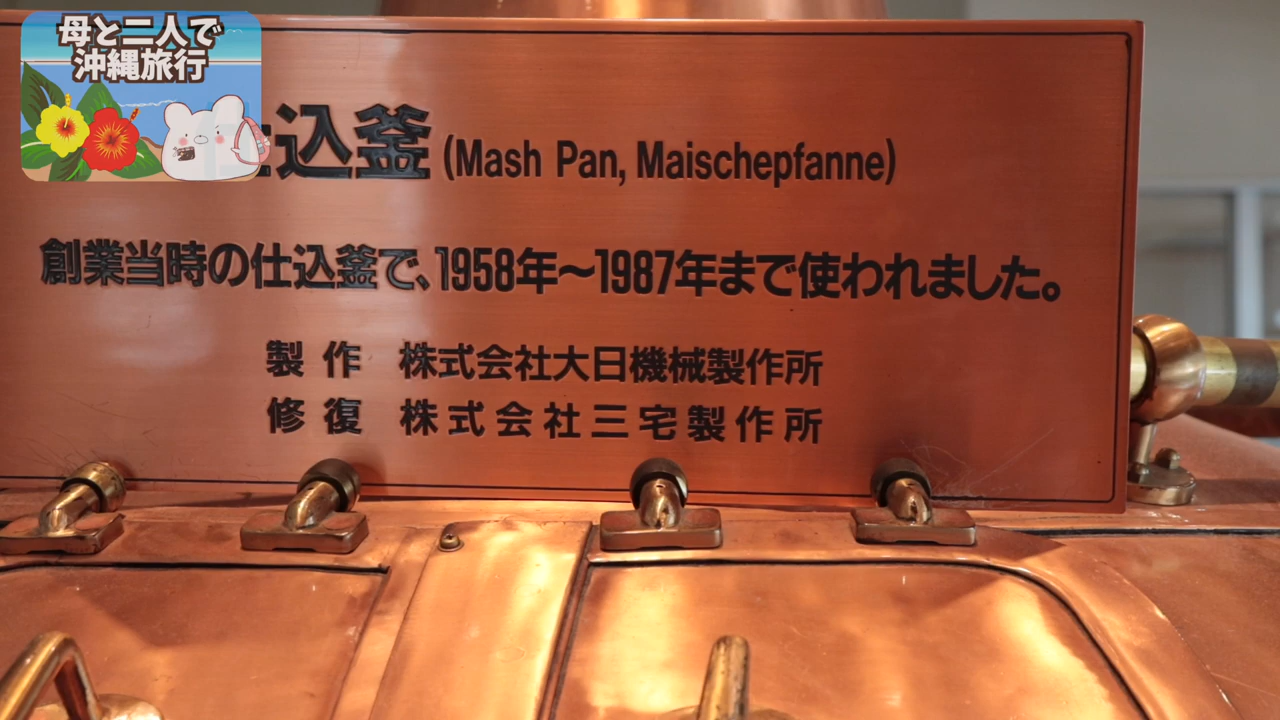 母と二人で
沖縄旅行
仕込釜 (Mash Pan, Maischepfanne)
創業当時の仕込釜で、1958年〜1987年まで使われました。
製作 株式会社大日機械製作所
修復 株式会社三宅製作所